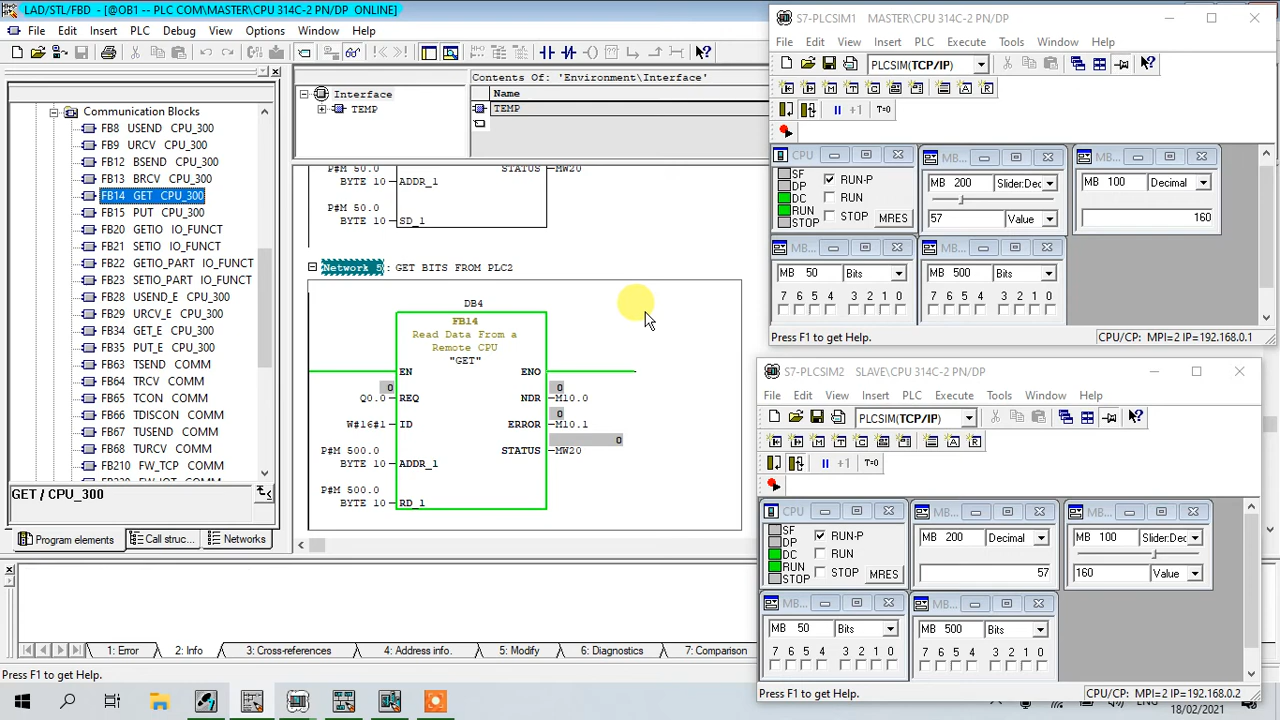 LAD/STL/FBD - [@OB1 -- PLC COM\MASTER\CPU 314C-2 PN/DP ONLINE]
File Edit Insert PLC Debug View Options Window Help
Communication Blocks
FB8 USEND CPU_300
FB9 URCV CPU_300
FB12 BSEND CPU_300
FB13 BRCV CPU_300
FB14 GET CPU_300
FB15 PUT CPU_300
FB20 GETIO IO_FUNCT
FB21 SETIO IO_FUNCT
FB22 GETIO_PART IO_FUNCT
FB23 SETIO_PART IO_FUNCT
FB28 USEND_E CPU_300
FB29 URCV_E CPU_300
FB34 GET_E CPU_300
FB35 PUT_E CPU_300
FB63 TSEND COMM
FB64 TRCV COMM
FB65 TCON COMM
FB66 TDISCON COMM
FB67 TUSEND COMM
FB68 TURCV COMM
FB210 FW_TCP COMM
GET / CPU_300
Program elements
Call struc...
Networks
Interface
TEMP
Contents Of: 'Environment\Interface'
Name
TEMP
P#M 50.0
BYTE 10 ADDR_1
STATUS MW20
P#M 50.0
BYTE 10 SD_1
Network 5: GET BITS FROM PLC2
DB4
FB14
Read Data From a
Remote CPU
"GET"
EN ENO
0 0
Q0.0 REQ NDR M10.0
0
W#16#1 ID ERROR M10.1
0
P#M 500.0 STATUS MW20
BYTE 10 ADDR_1
P#M 500.0
BYTE 10 RD_1
1: Error 2: Info 3: Cross-references 4: Address info. 5: Modify 6: Diagnostics 7: Comparison
Press F1 to get Help.
S7-PLCSIM1 MASTER\CPU 314C-2 PN/DP
File Edit View Insert PLC Execute Tools Window Help
PLCSIM(TCP/IP)
+1 T=0
CPU
SF
DP
DC
RUN
STOP
RUN-P
RUN
STOP
MRES
MB...
MB 200 Slider:Dec
57 Value
MB...
MB 100 Decimal
160
MB...
MB 50 Bits
7 6 5 4 3 2 1 0
MB...
MB 500 Bits
7 6 5 4 3 2 1 0
Press F1 to get Help.
CPU/CP: MPI=2 IP=192.168.0.1
S7-PLCSIM2 SLAVE\CPU 314C-2 PN/DP
File Edit View Insert PLC Execute Tools Window Help
PLCSIM(TCP/IP)
+1 T=0
CPU
SF
DP
DC
RUN
STOP
RUN-P
RUN
STOP
MRES
MB...
MB 200 Decimal
57
MB...
MB 100 Slider:Dec
160 Value
MB...
MB 50 Bits
7 6 5 4 3 2 1 0
MB...
MB 500 Bits
7 6 5 4 3 2 1 0
Press F1 to get Help.
CPU/CP: MPI=2 IP=192.168.0.2
ENG
18/02/2021